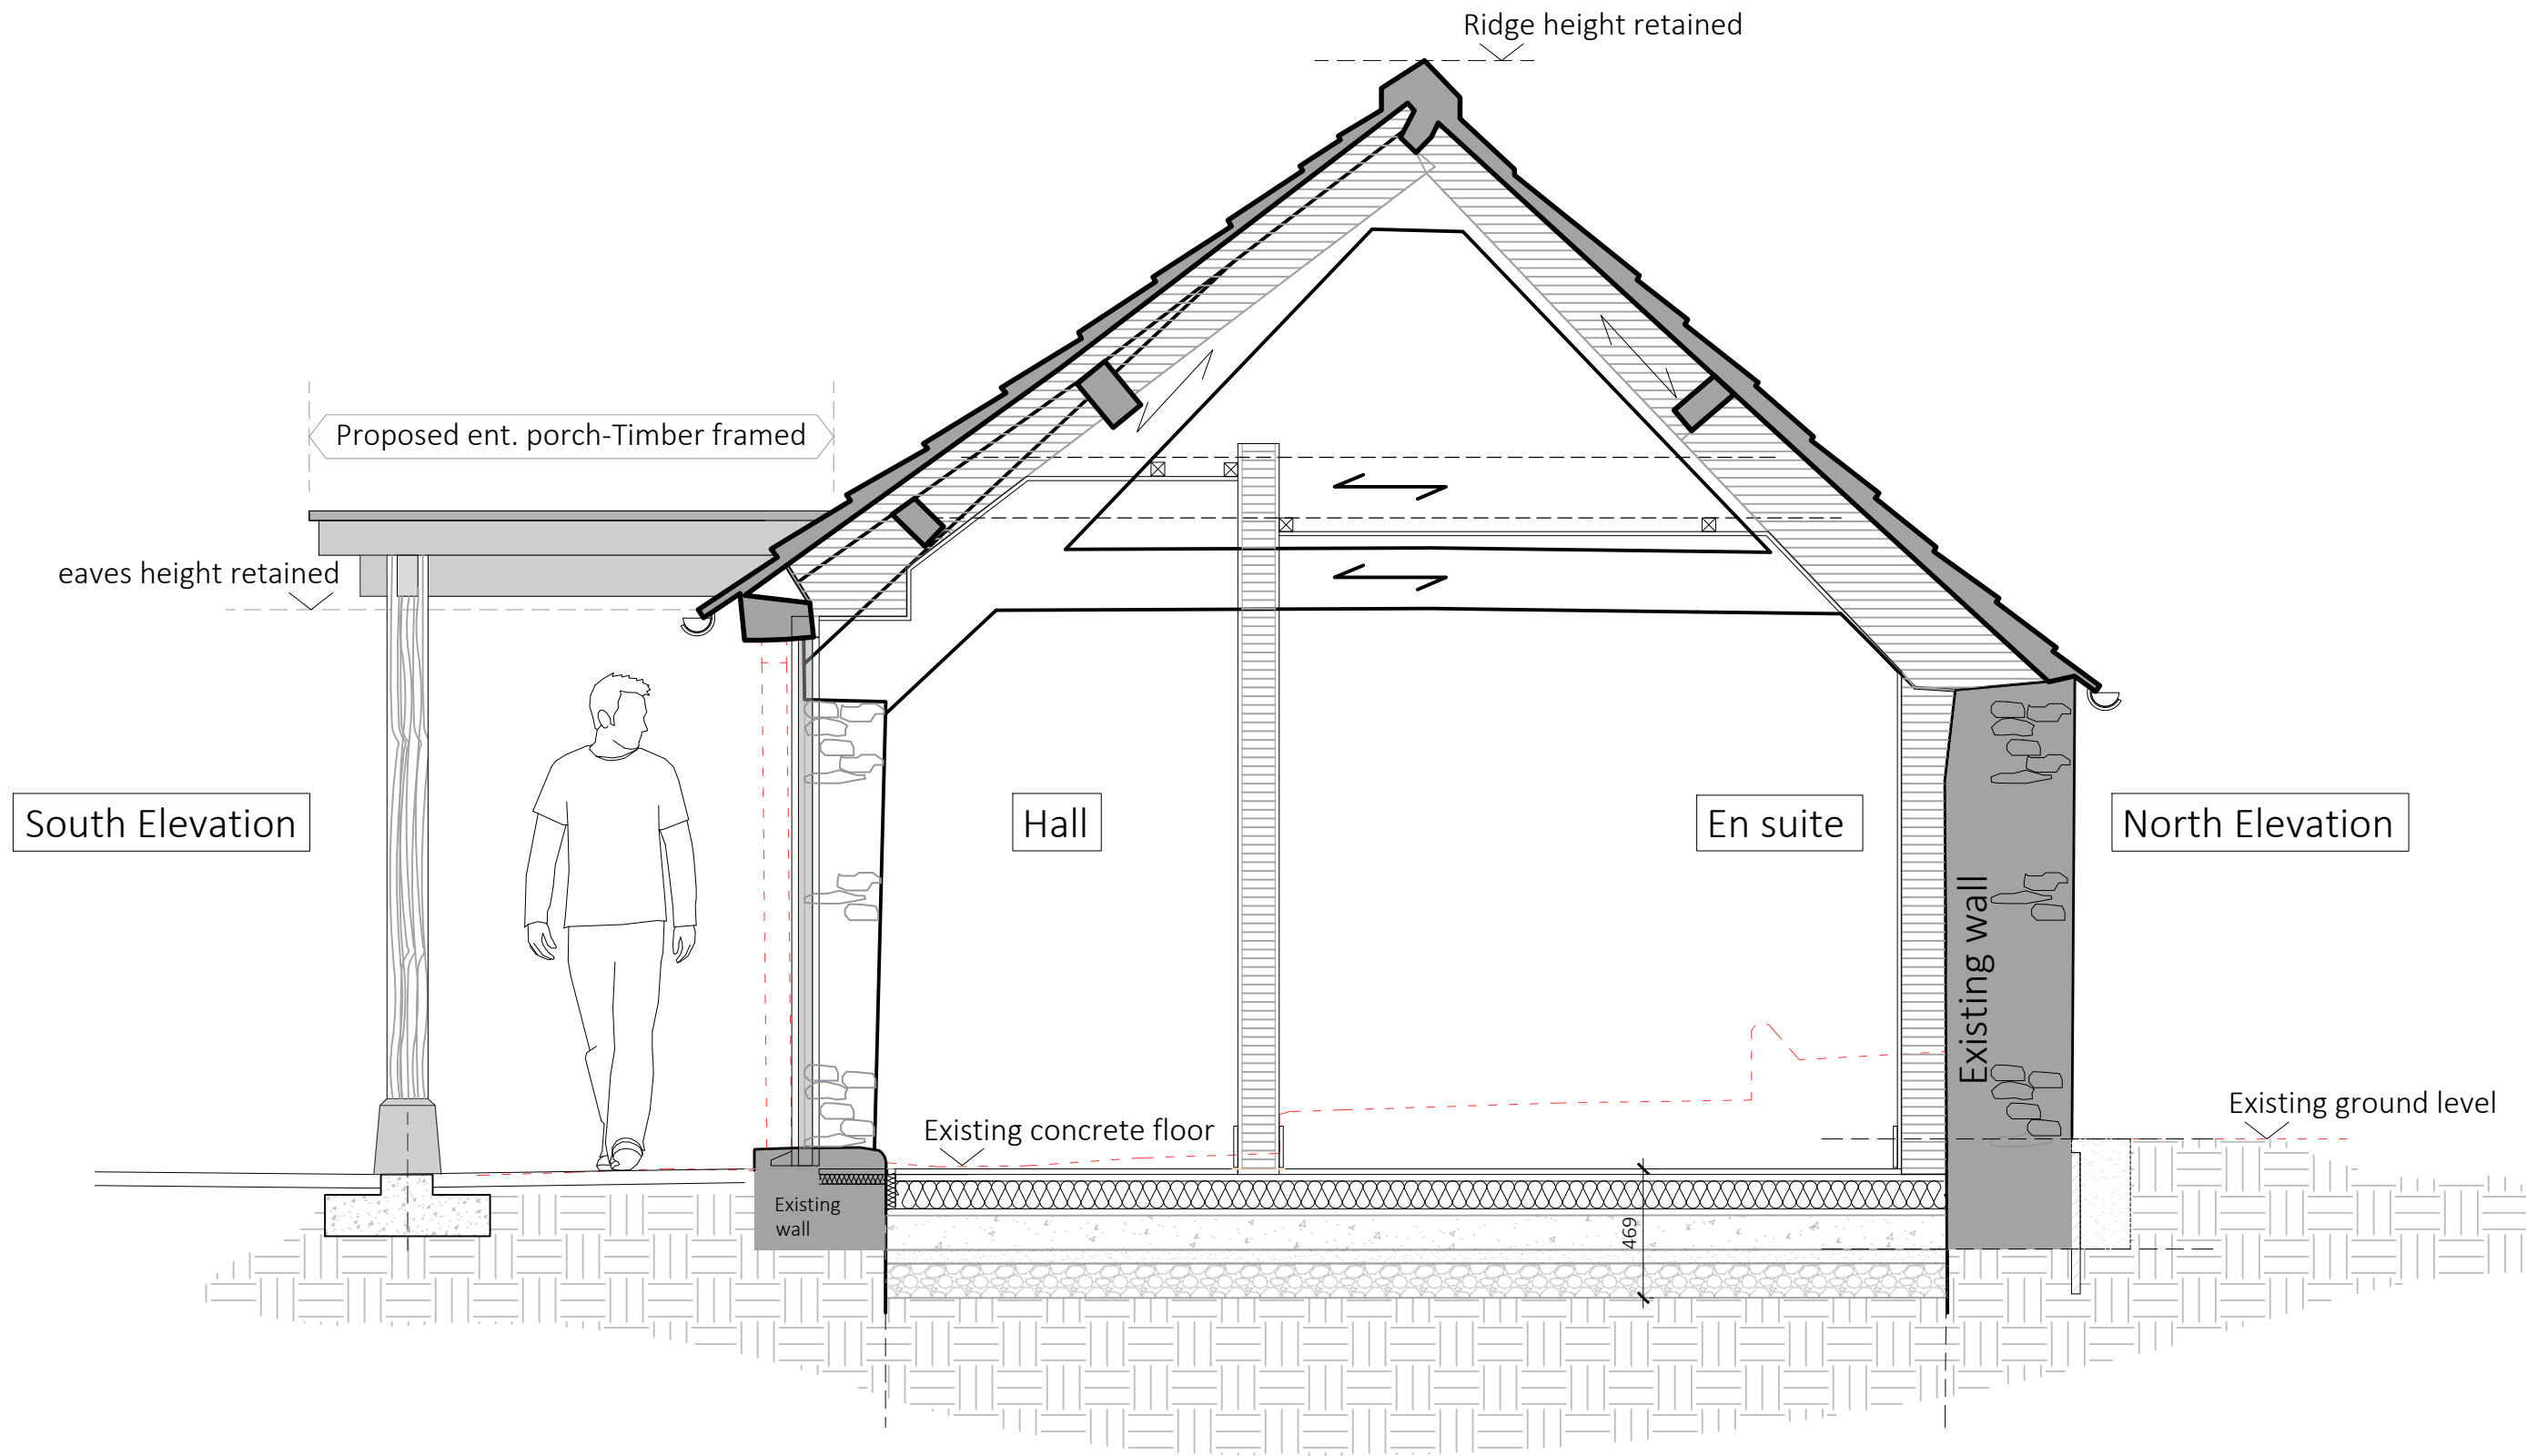 Ridge height retained
Proposed ent. porch-Timber framed
eaves height retained
South Elevation
Hall
En suite
North Elevation
Existing wall
Existing concrete floor
Existing ground level
Existing
wall
469